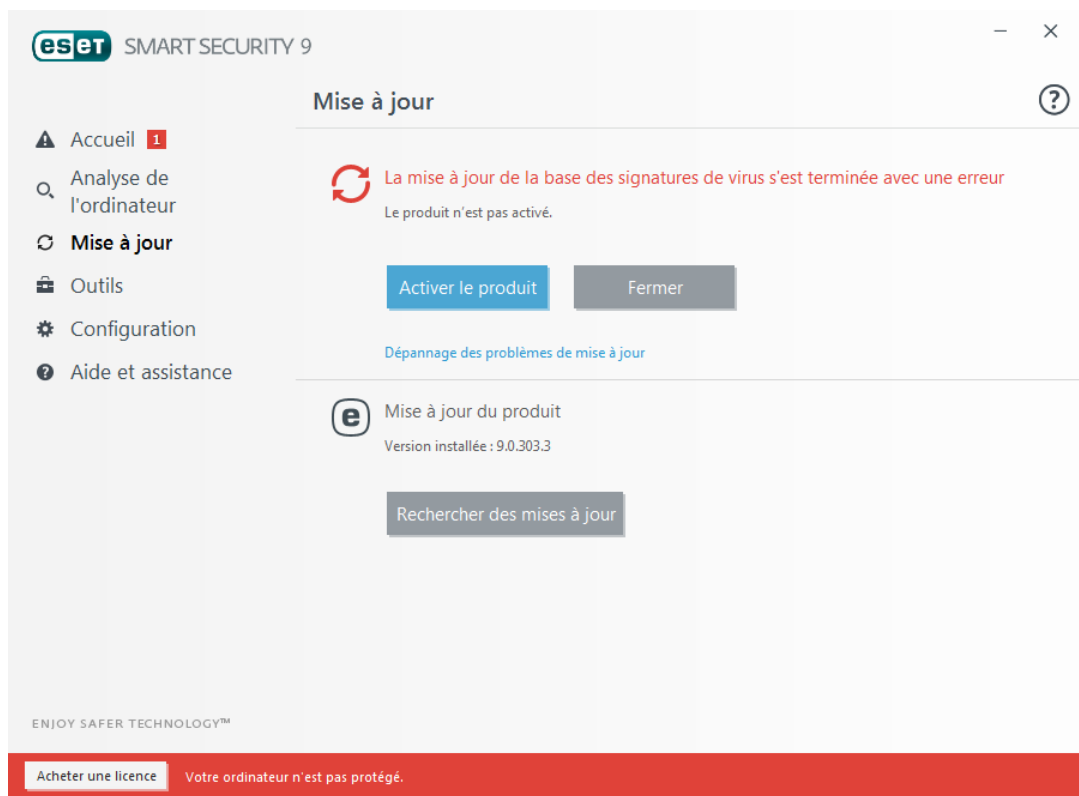 eset SMART SECURITY 9
Mise à jour
Accueil 1
Analyse de
l'ordinateur
Mise à jour
Outils
Configuration
Aide et assistance
La mise à jour de la base des signatures de virus s'est terminée avec une erreur
Le produit n'est pas activé.
Activer le produit
Fermer
Dépannage des problèmes de mise à jour
e
Mise à jour du produit
Version installée : 9.0.303.3
Rechercher des mises à jour
ENJOY SAFER TECHNOLOGY™
Acheter une licence
Votre ordinateur n'est pas protégé.